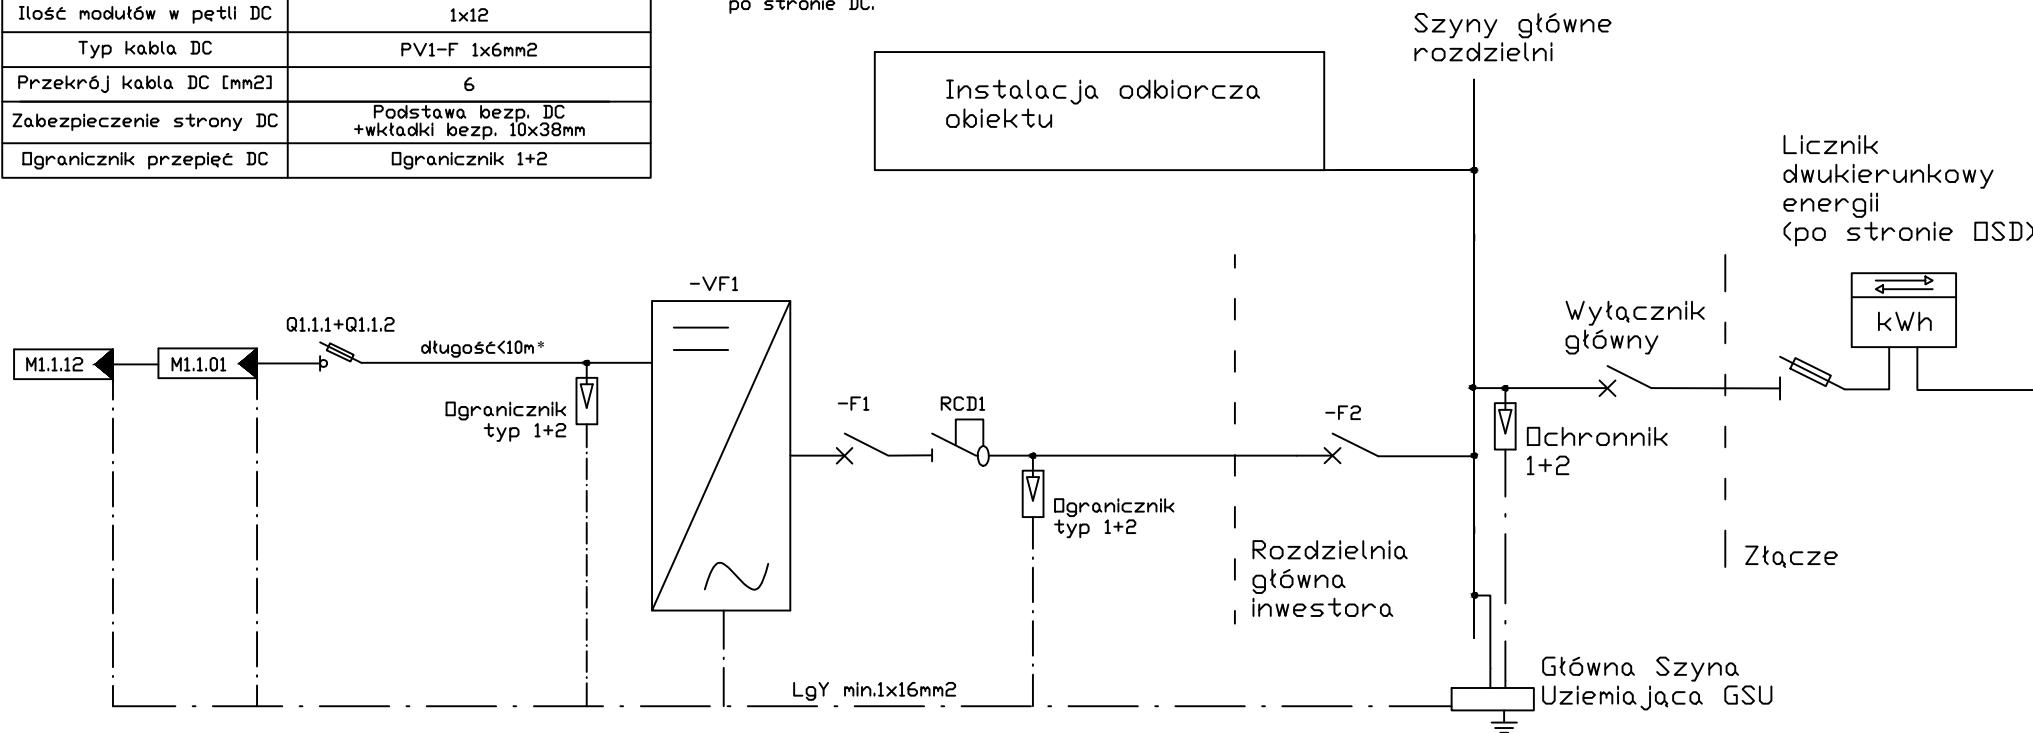 Ilość modułów w pętli DC 1x12
Typ kabla DC PV1-F 1x6mm2
Przekrój kabla DC [mm2] 6
Zabezpieczenie strony DC Podstawa bezp. DC
+wkładki bezp. 10x38mm
Ogranicznik przepięć DC Ogranicznik 1+2
po stronie DC.
Instalacja odbiorcza
obiektu
Szyny główne
rozdzielni
Licznik
dwukierunkowy
energii
(po stronie OSD)
kWh
Wyłącznik
główny
-VF1
Q1.1.1+Q1.1.2
M1.1.12
M1.1.01
długość<10m*
Ogranicznik
typ 1+2
-F1
RCD1
-F2
Ochronnik
1+2
Ogranicznik
typ 1+2
Rozdzielnia
główna
inwestora
Złącze
LgY min.1x16mm2
Główna Szyna
Uziemiająca GSU